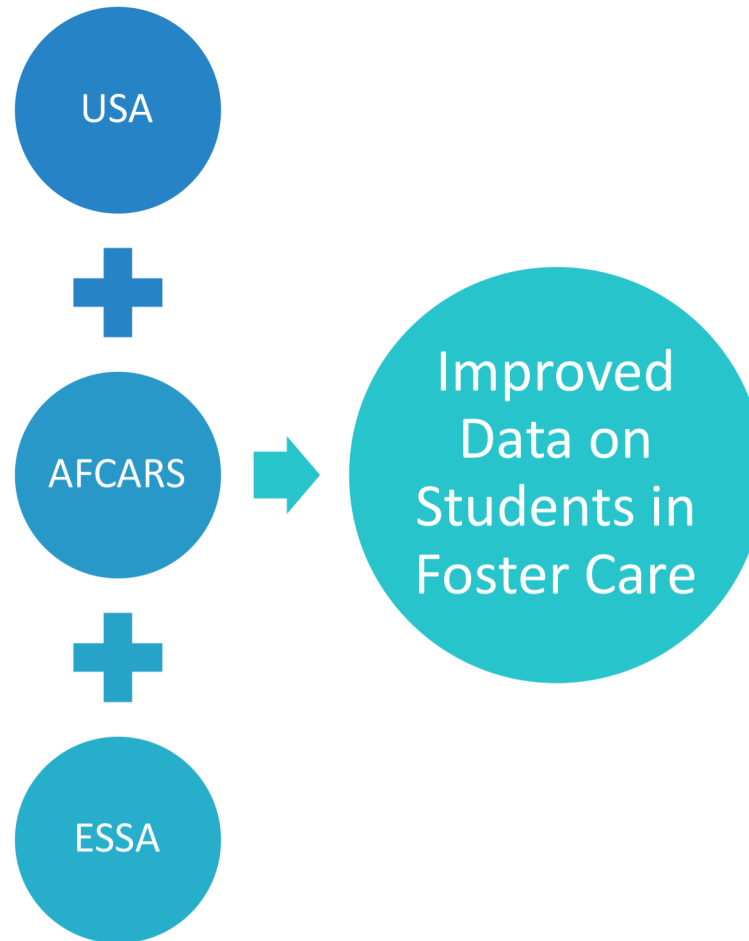 USA
AFCARS
ESSA
Improved
Data on
Students in
Foster Care